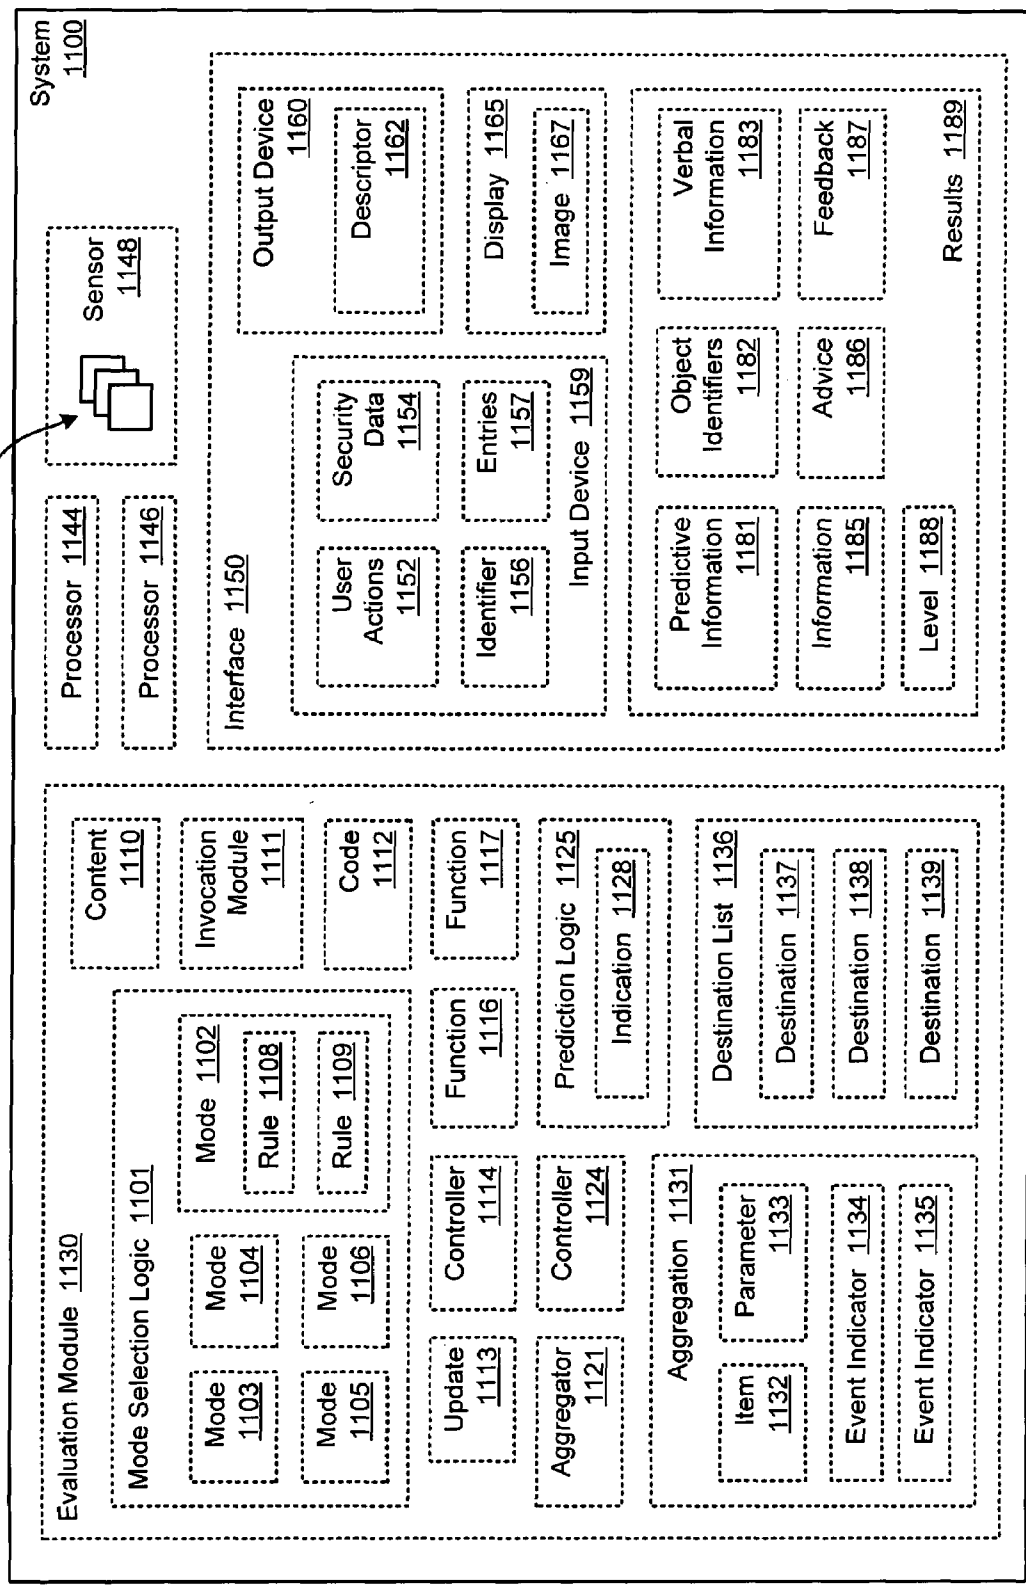 System
1100
Evaluation Module 1130
Mode Selection Logic 1101
Mode
1103
Mode
1104
Mode
1105
Mode
1106
Mode 1102
Rule 1108
Rule 1109
Content
1110
Invocation
Module
1111
Code
1112
Update
1113
Controller
1114
Function
1116
Function
1117
Aggregator
1121
Controller
1124
Prediction Logic 1125
Indication 1128
Aggregation 1131
Item
1132
Parameter
1133
Event Indicator 1134
Event Indicator 1135
Destination List 1136
Destination 1137
Destination 1138
Destination 1139
Processor 1144
Processor 1146
Sensor
1148
Interface 1150
User
Actions
1152
Security
Data
1154
Identifier
1156
Entries
1157
Input Device 1159
Output Device
1160
Descriptor
1162
Display 1165
Image 1167
Predictive
Information
1181
Object
Identifiers
1182
Verbal
Information
1183
Information
1185
Advice
1186
Feedback
1187
Level 1188
Results 1189